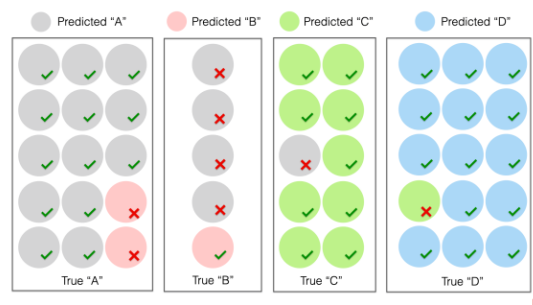 Predicted “A” Predicted “B” Predicted “C” Predicted “D”
True “A” True “B” True “C” True “D”